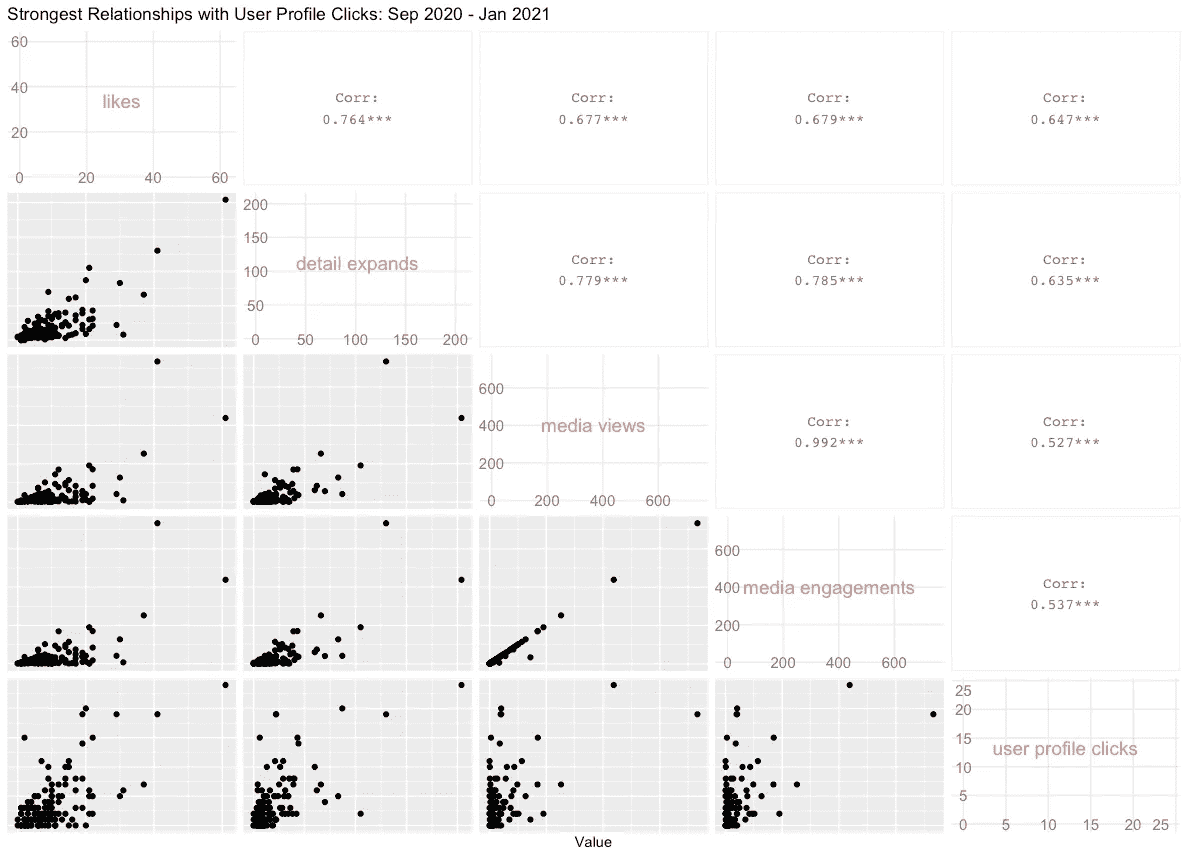 Strongest Relationships with User Profile Clicks: Sep 2020 - Jan 2021
60
40
20
0
likes
0 20 40 60
Corr:
0.764***
Corr:
0.677***
Corr:
0.679***
Corr:
0.647***
200
150
100
50
0
detail expands
0 50 100 150 200
Corr:
0.779***
Corr:
0.785***
Corr:
0.635***
600
400
200
0
media views
200 400 600
Corr:
0.992***
Corr:
0.527***
600
400
200
0
media engagements
0 200 400 600
Corr:
0.537***
25
20
15
10
5
0
user profile clicks
0 5 10 15 20 25
Value